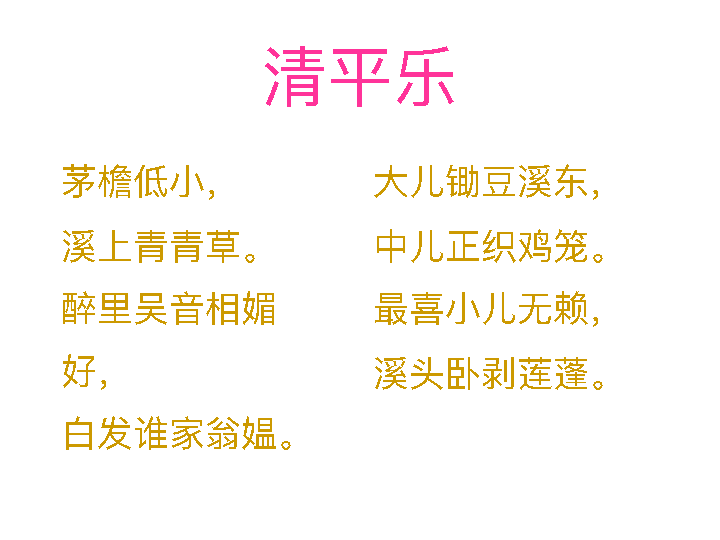 清平乐
茅檐低小，
溪上青青草。
醉里吴音相媚
好，
白发谁家翁媪。
大儿锄豆溪东，
中儿正织鸡笼。
最喜小儿无赖，
溪头卧剥莲蓬。